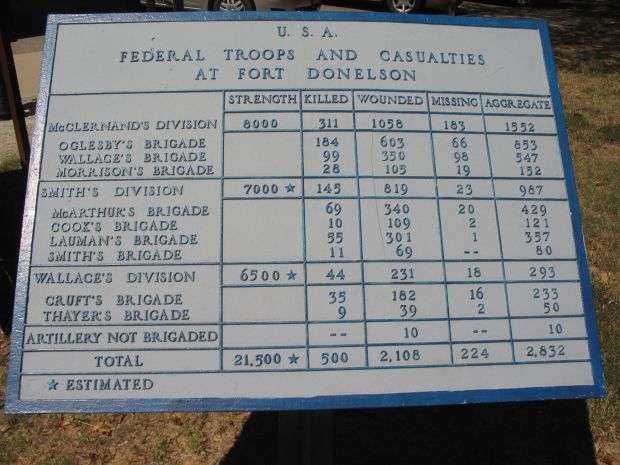 U. S. A.
FEDERAL TROOPS AND CASUALTIES
AT FORT DONELSON
STRENGTH KILLED WOUNDED MISSING AGGREGATE
McCLERNAND'S DIVISION 8000 311 1058 183 1552
OGLESBY'S BRIGADE 184 603 66 853
WALLACE'S BRIGADE 99 350 98 547
MORRISON'S BRIGADE 28 105 19 152
SMITH'S DIVISION 7000 ★ 145 819 23 987
McARTHUR'S BRIGADE 69 340 20 429
COOK'S BRIGADE 10 109 2 121
LAUMAN'S BRIGADE 55 301 1 357
SMITH'S BRIGADE 11 69 -- 80
WALLACE'S DIVISION 6500 ★ 44 231 18 293
CRUFT'S BRIGADE 35 182 16 233
THAYER'S BRIGADE 9 39 2 50
ARTILLERY NOT BRIGADED -- 10 -- 10
TOTAL 21,500 ★ 500 2,108 224 2,832
★ ESTIMATED